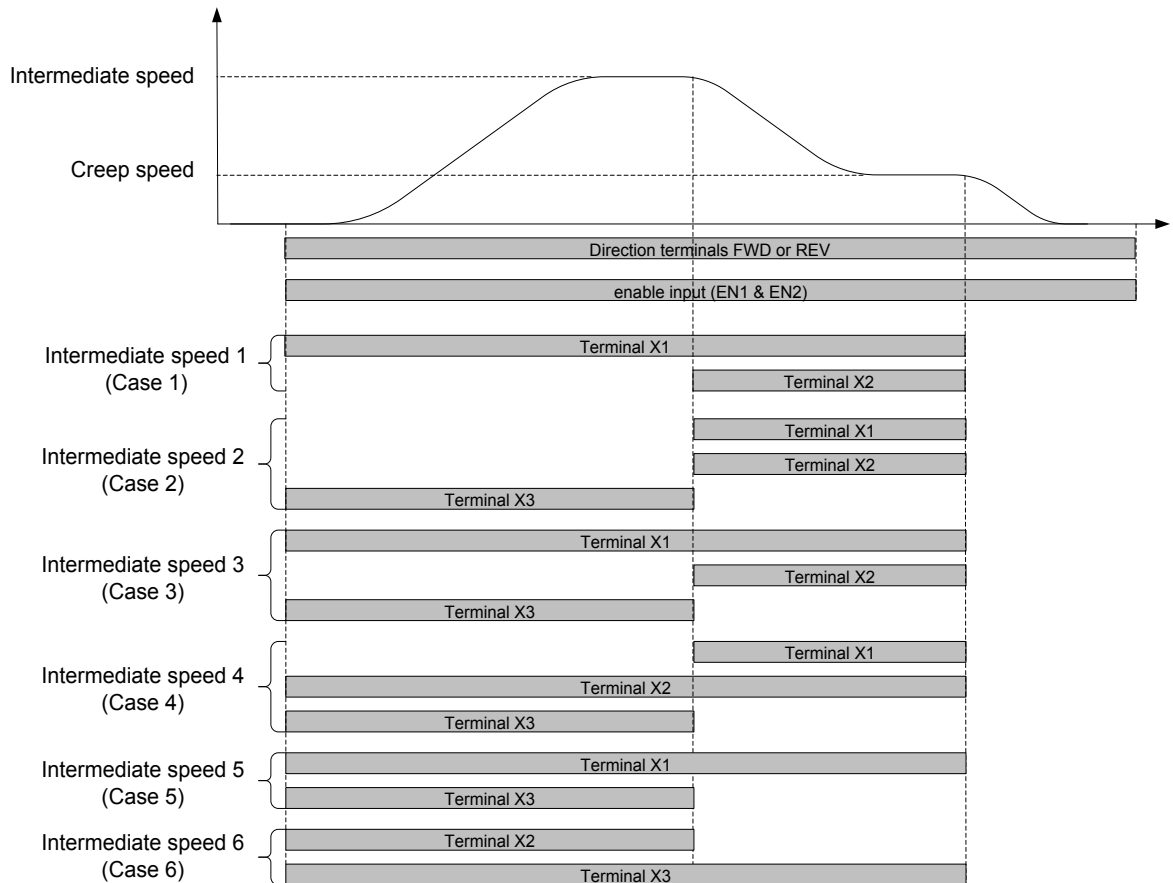 Intermediate speed
Creep speed
Direction terminals FWD or REV
enable input (EN1 & EN2)
Intermediate speed 1
(Case 1)
Terminal X1
Terminal X2
Intermediate speed 2
(Case 2)
Terminal X1
Terminal X2
Terminal X3
Intermediate speed 3
(Case 3)
Terminal X1
Terminal X2
Terminal X3
Intermediate speed 4
(Case 4)
Terminal X1
Terminal X2
Terminal X3
Intermediate speed 5
(Case 5)
Terminal X1
Terminal X3
Intermediate speed 6
(Case 6)
Terminal X2
Terminal X3